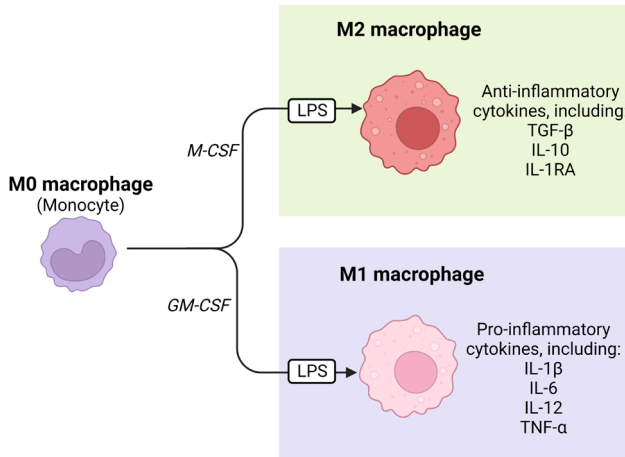 M2 macrophage
LPS
Anti-inflammatory
cytokines, including:
TGF-β
IL-10
IL-1RA
M-CSF
M0 macrophage
(Monocyte)
GM-CSF
M1 macrophage
LPS
Pro-inflammatory
cytokines, including:
IL-1β
IL-6
IL-12
TNF-α